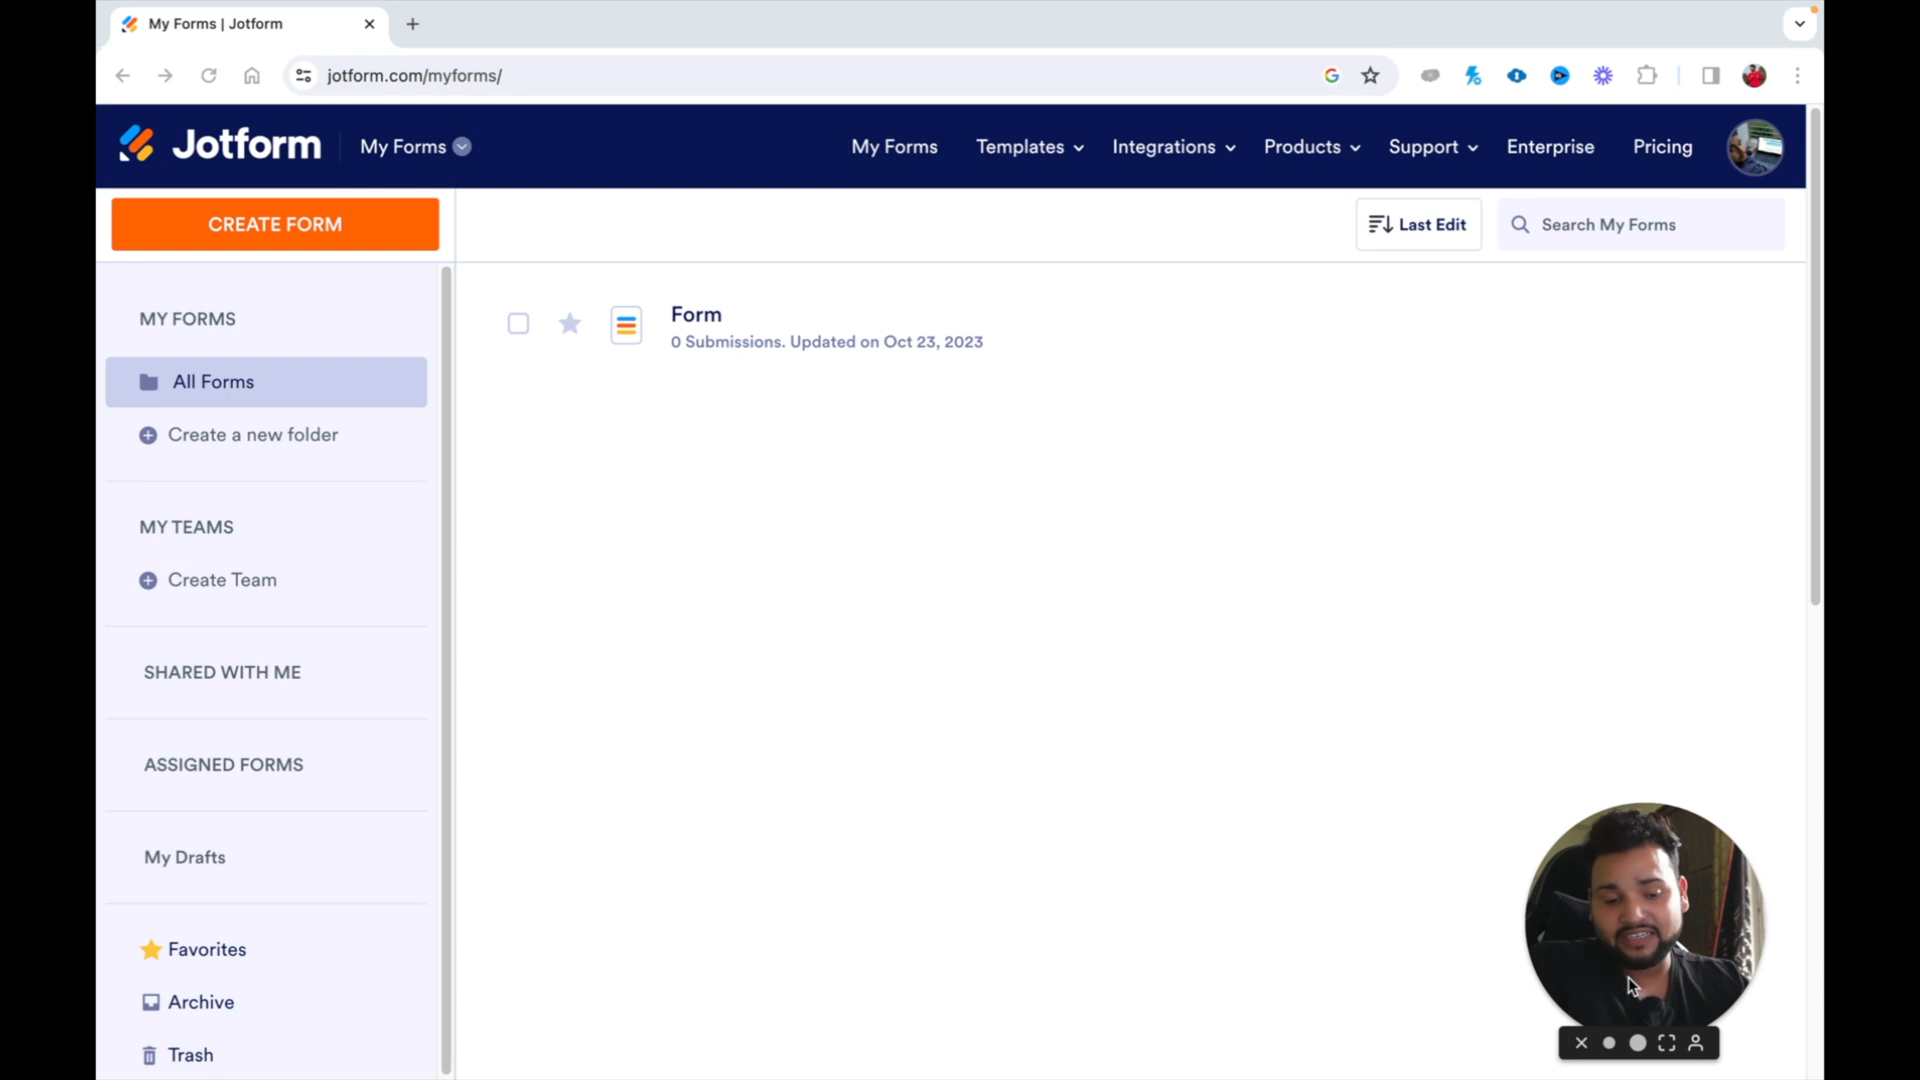 My Forms | Jotform
jotform.com/myforms/
Jotform
My Forms
My Forms
Templates
Integrations
Products
Support
Enterprise
Pricing
CREATE FORM
Last Edit
Search My Forms
MY FORMS
All Forms
Create a new folder
MY TEAMS
Create Team
SHARED WITH ME
ASSIGNED FORMS
My Drafts
Favorites
Archive
Trash
Form
0 Submissions. Updated on Oct 23, 2023